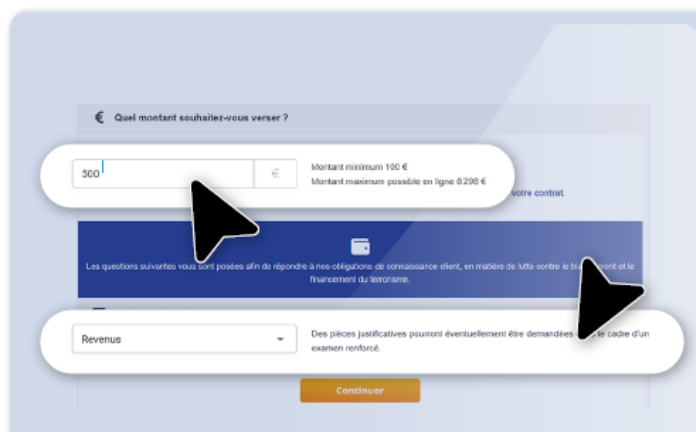 € Quel montant souhaitez-vous verser ?
500 €
Montant minimum 100 €
Montant maximum possible en ligne 8 298 €
votre contrat.
Les questions suivantes vous sont posées afin de répondre à nos obligations de connaissance client, en matière de lutte contre le et le
financement du terrorisme.
Revenus
Des pièces justificatives pourront éventuellement être demandées le cadre d'un
examen renforcé.
Continuer